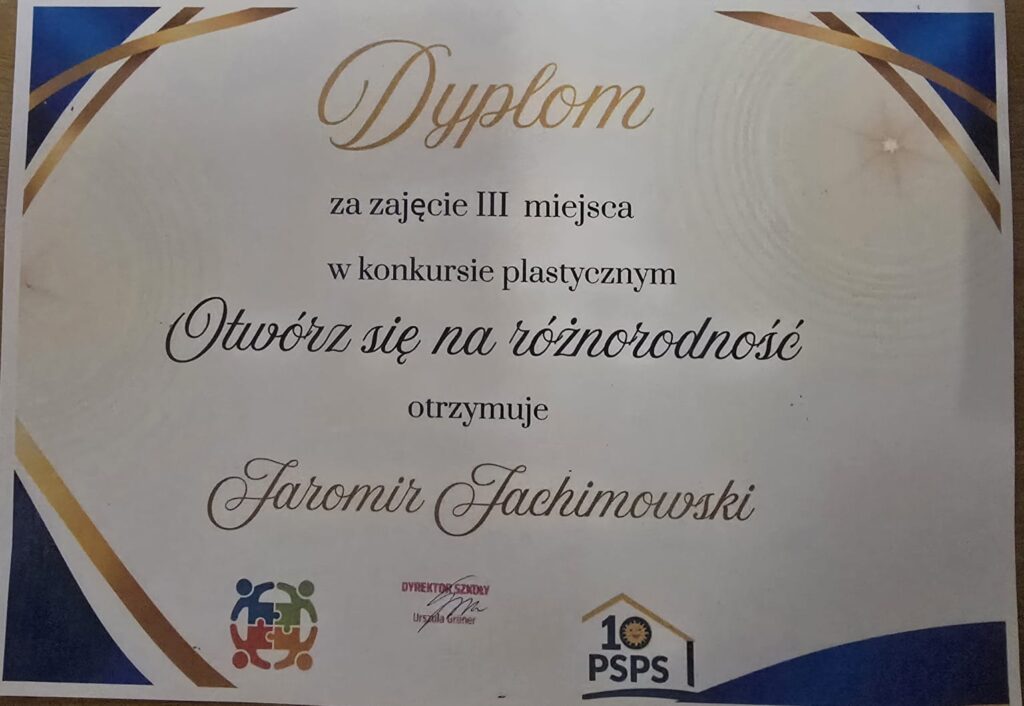 Dyplom
za zajęcie III miejsca
w konkursie plastycznym
Otwórz się na różnorodność
otrzymuje
Jaromir Jachimowski
DYREKTOR SZKOŁY
Urszula Gruner
10
PSPS